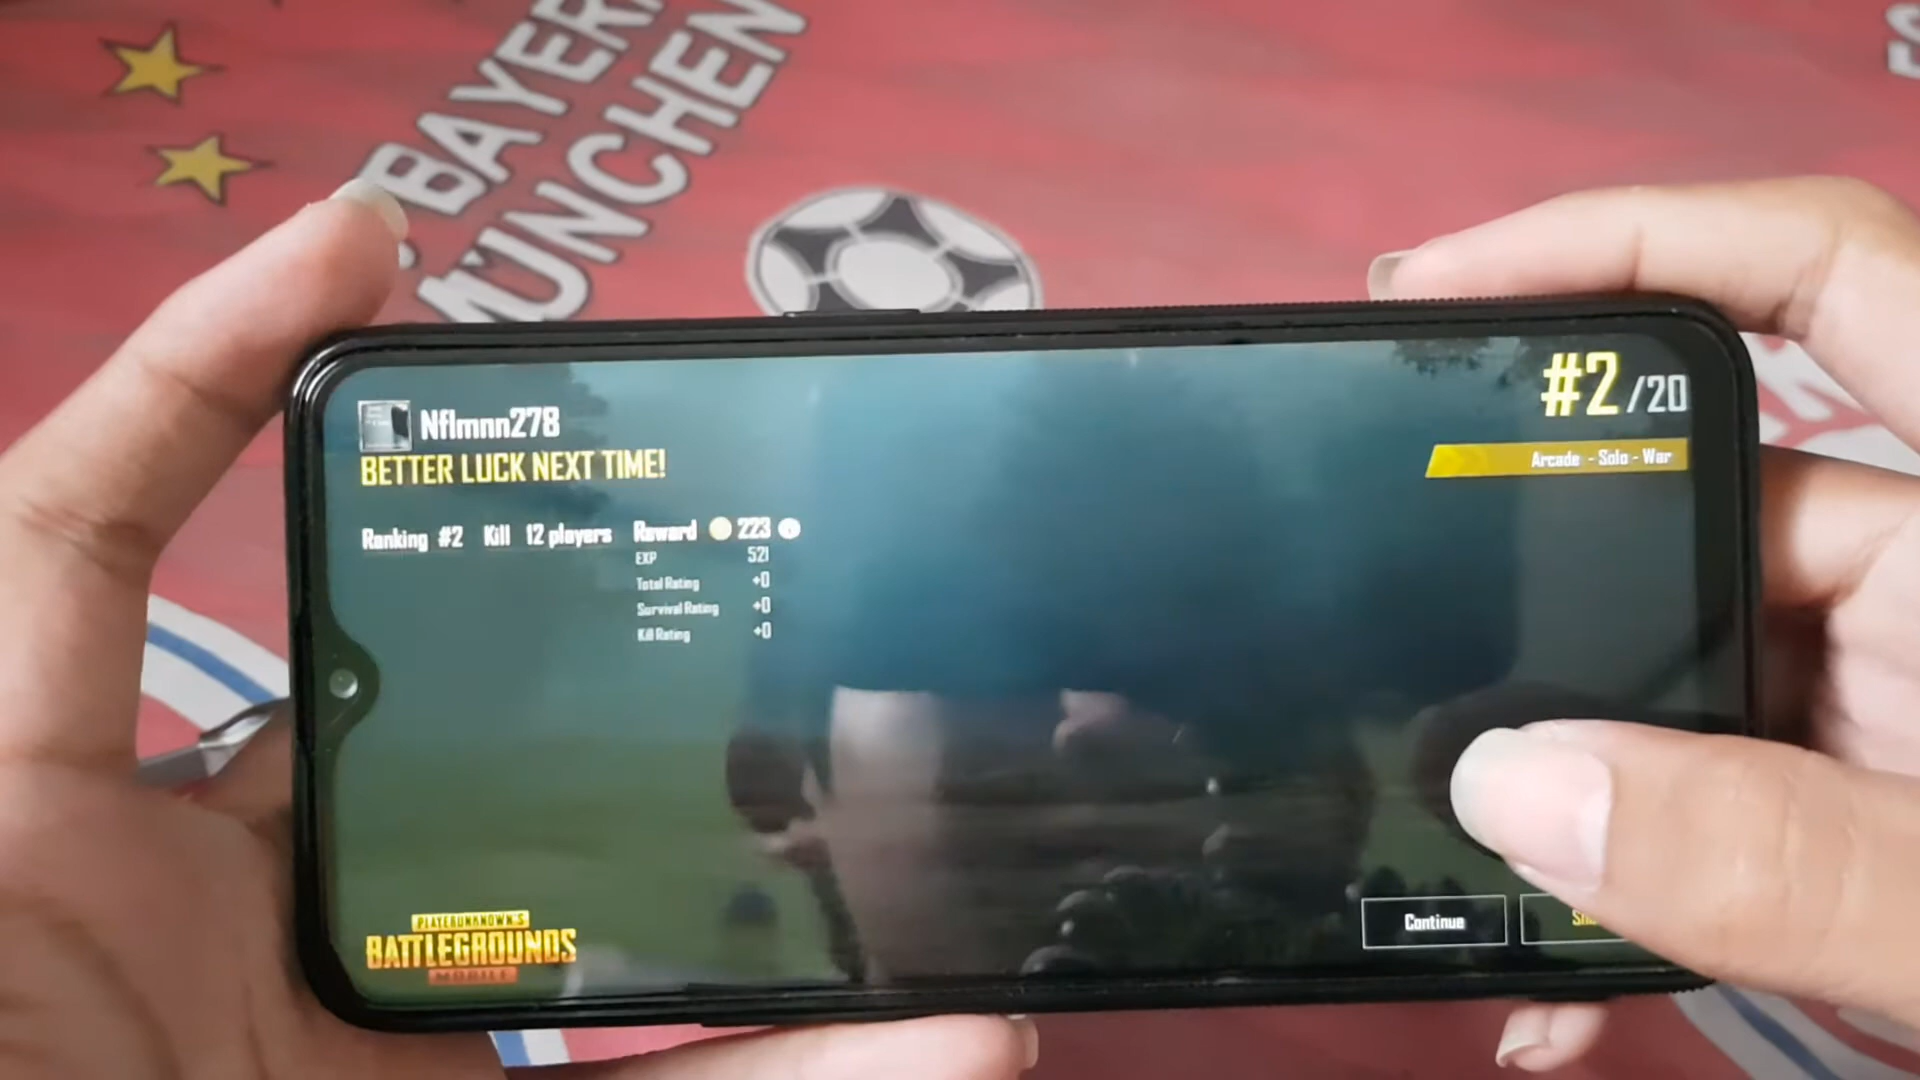 BAYERN
MÜNCHEN
#2/20
Nflmnn278
BETTER LUCK NEXT TIME!
Arcade - Solo - War
Ranking #2 Kill 12 players Reward 223
EXP 521
Total Rating +0
Survival Rating +0
Kill Rating +0
PLAYERUNKNOWN'S
BATTLEGROUNDS
MOBILE
Continue